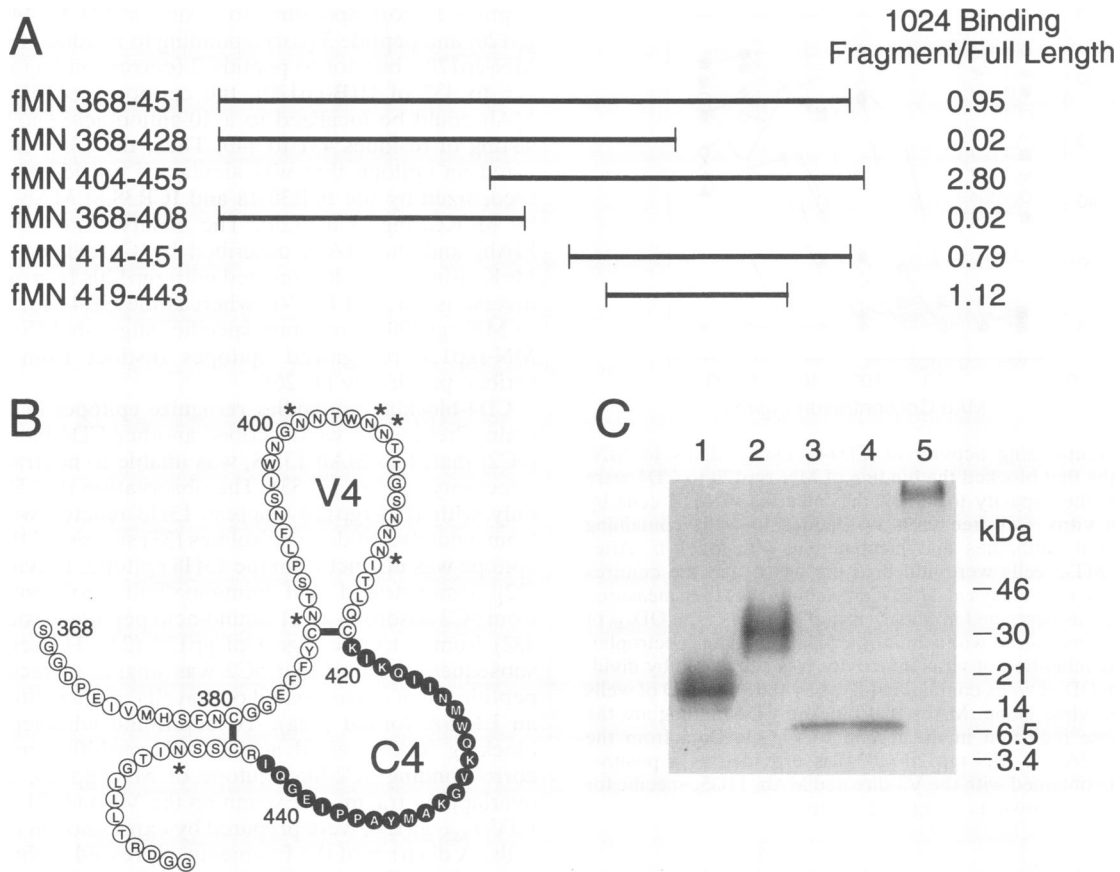 A
1024 Binding
Fragment/Full Length
fMN 368-451 0.95
fMN 368-428 0.02
fMN 404-455 2.80
fMN 368-408 0.02
fMN 414-451 0.79
fMN 419-443 1.12
B
368
380
400
420
440
V4
C4
* * * * * *
SGGDPEIVMHSFNCGGEFFYCNTSPLFNSIWNGNNTWNNTTGSNNNITLQCKIKQIINMWQKVGKAMYAPPIEGQIRCSSNITGLLLTRDGG
C
1 2 3 4 5
kDa
–46
–30
–21
–14
–6.5
–3.4